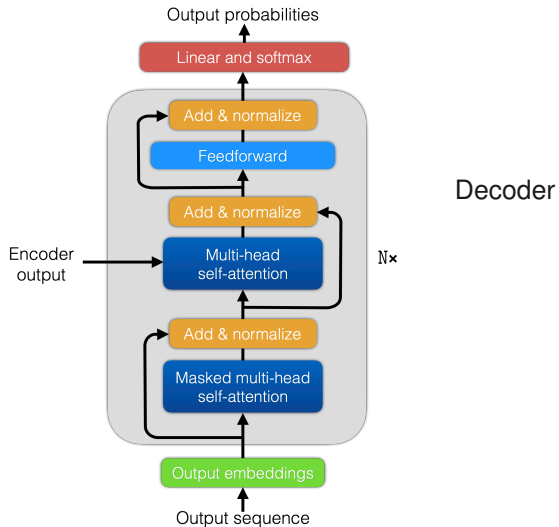 Output probabilities
Linear and softmax
Add & normalize
Feedforward
Decoder
Add & normalize
Encoder
output
Multi-head
self-attention
N×
Add & normalize
Masked multi-head
self-attention
Output embeddings
Output sequence